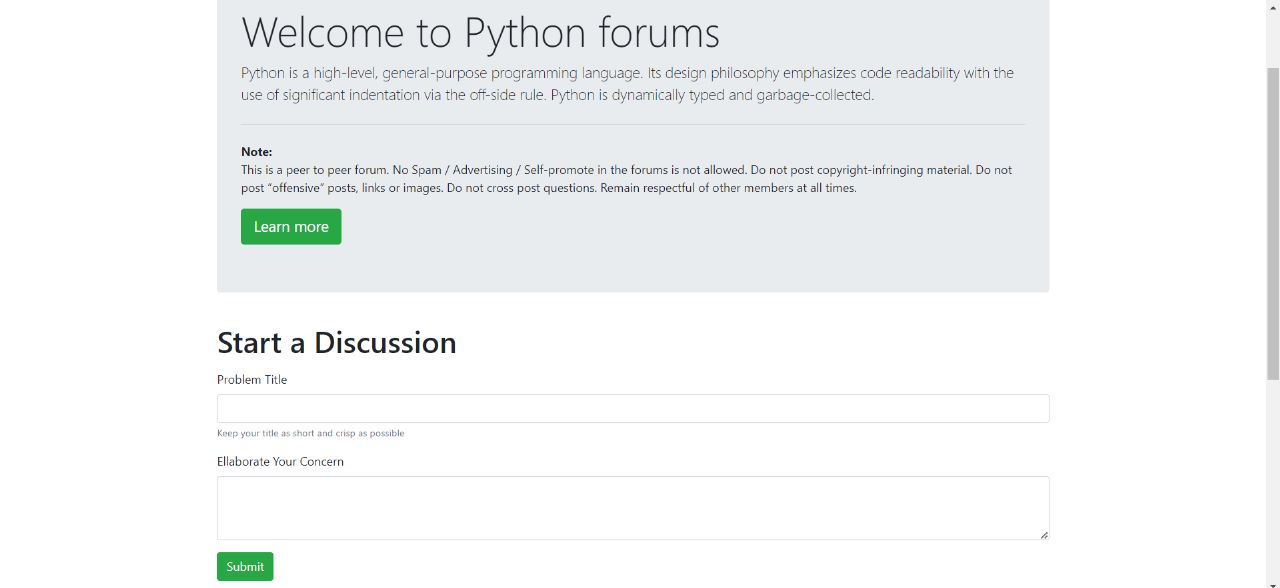 Welcome to Python forums
Python is a high-level, general-purpose programming language. Its design philosophy emphasizes code readability with the
use of significant indentation via the off-side rule. Python is dynamically typed and garbage-collected.
Note:
This is a peer to peer forum. No Spam / Advertising / Self-promote in the forums is not allowed. Do not post copyright-infringing material. Do not
post “offensive” posts, links or images. Do not cross post questions. Remain respectful of other members at all times.
Learn more
Start a Discussion
Problem Title
Keep your title as short and crisp as possible
Ellaborate Your Concern
Submit